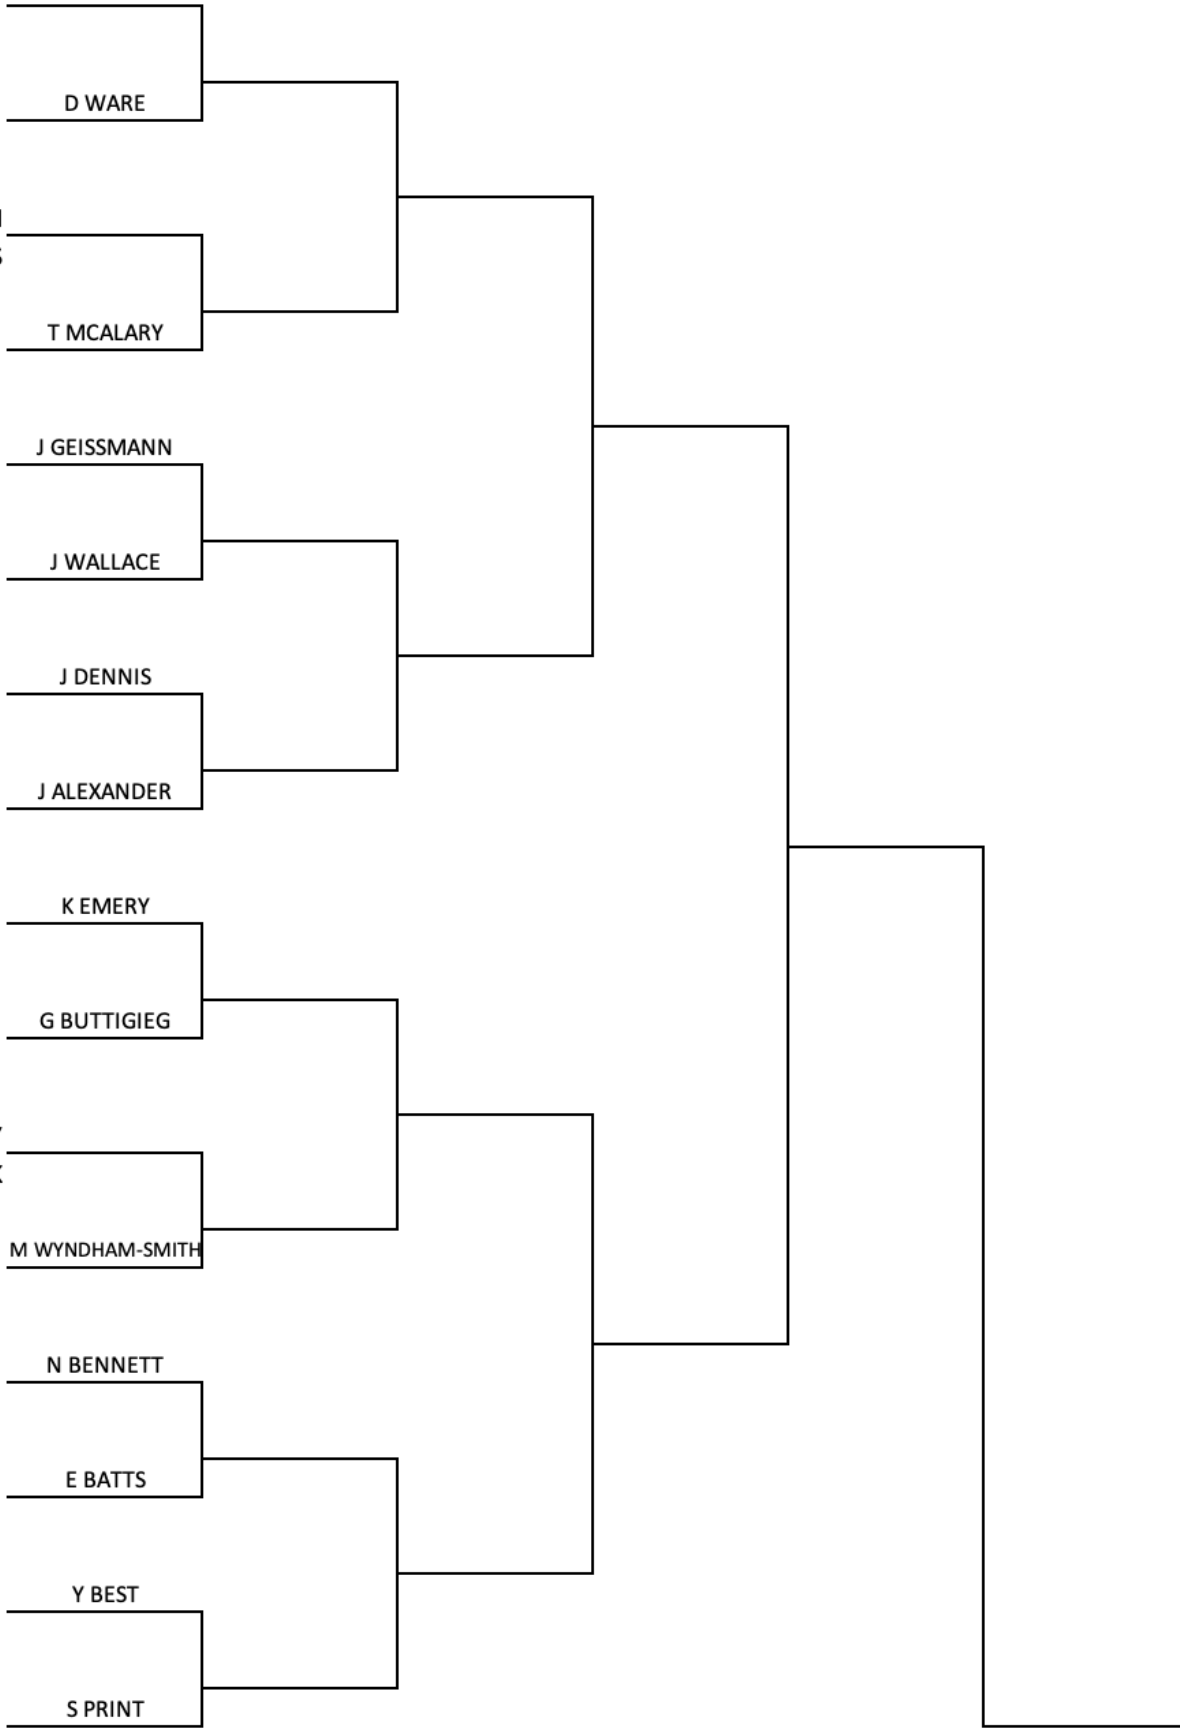 D WARE
T MCALARY
J GEISSMANN
J WALLACE
J DENNIS
J ALEXANDER
K EMERY
G BUTTIGIEG
M WYNDHAM-SMITH
N BENNETT
E BATTS
Y BEST
S PRINT